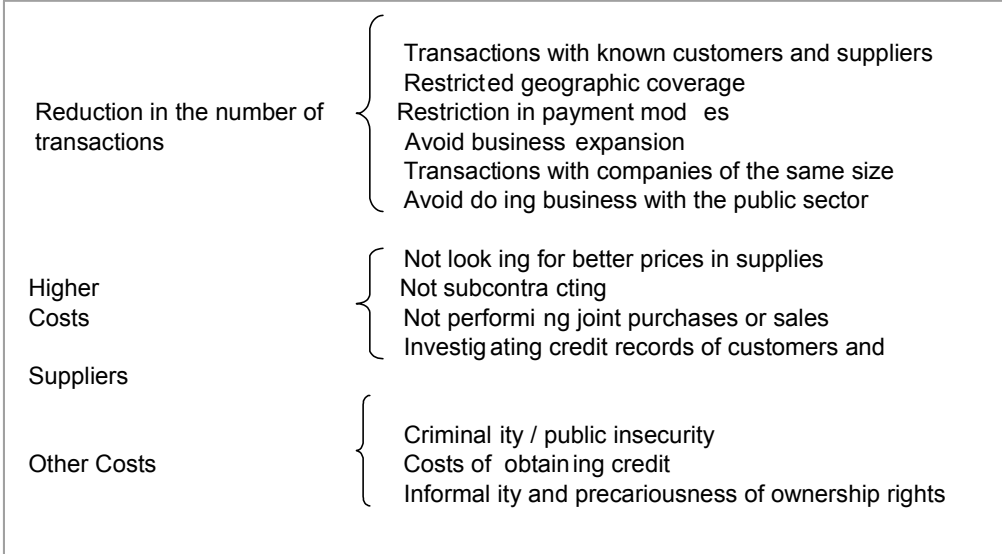 Transactions with known customers and suppliers
Restricted geographic coverage
Reduction in the number of transactions
Restriction in payment mod es
Avoid business expansion
Transactions with companies of the same size
Avoid do ing business with the public sector
Higher Costs
Not look ing for better prices in supplies
Not subcontra cting
Not performi ng joint purchases or sales
Investig ating credit records of customers and
Suppliers
Other Costs
Criminal ity / public insecurity
Costs of obtain ing credit
Informal ity and precariousness of ownership rights